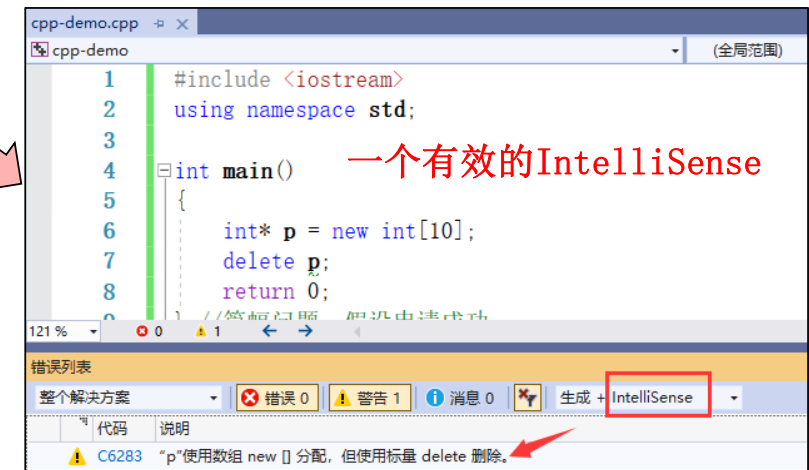 cpp-demo.cpp
cpp-demo (全局范围)
1 #include <iostream>
2 using namespace std;
3
4 int main()
一个有效的IntelliSense
5 {
6 int* p = new int[10];
7 delete p;
8 return 0;
121 % 0 1
错误列表
整个解决方案 错误 0 警告 1 消息 0 生成 + IntelliSense
代码 说明
C6283 “p”使用数组 new [] 分配，但使用标量 delete 删除。